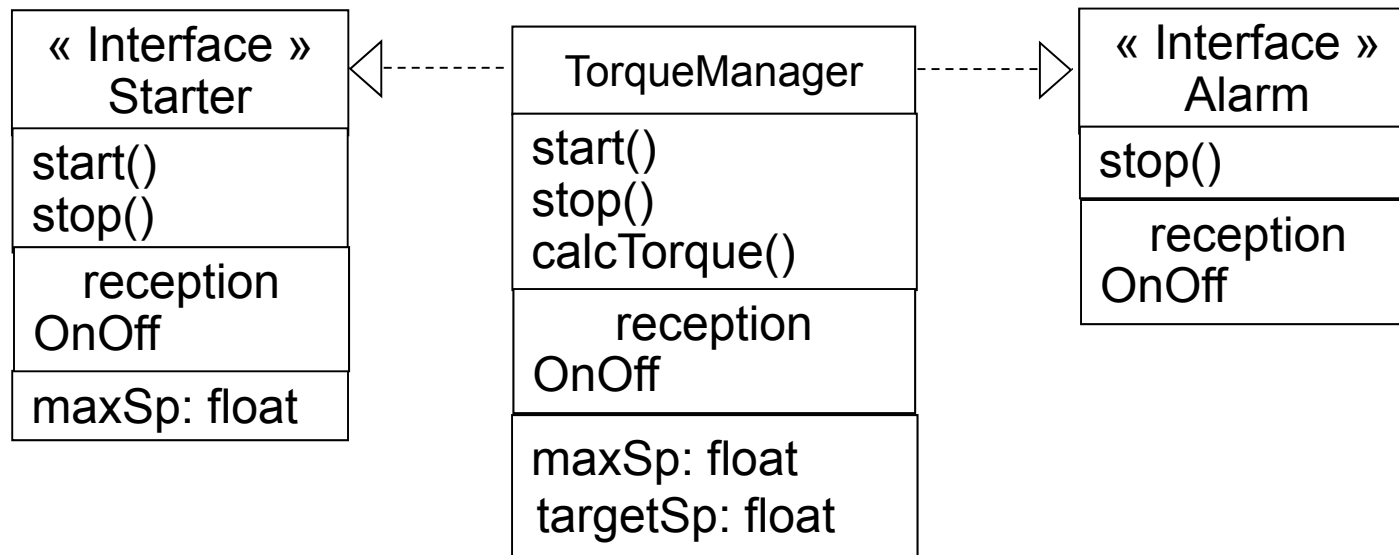 « Interface »
Starter
start()
stop()
reception
OnOff
maxSp: float
TorqueManager
start()
stop()
calcTorque()
reception
OnOff
maxSp: float
targetSp: float
« Interface »
Alarm
stop()
reception
OnOff